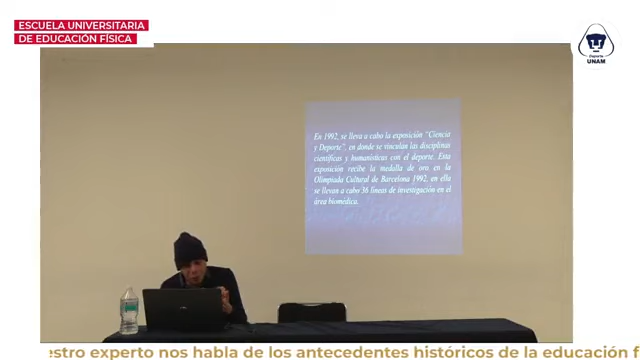 ESCUELA UNIVERSITARIA
DE EDUCACIÓN FÍSICA
Deporte
UNAM
En 1992, se lleva a cabo la exposición "Ciencia
y Deporte", en donde se vinculan las disciplinas
científicas y humanísticas con el deporte. Esta
exposición recibe la medalla de oro en la
Olimpiada Cultural de Barcelona 1992, en ella
se llevan a cabo 36 líneas de investigación en el
área biomédica.
estro experto nos habla de los antecedentes históricos de la educación f